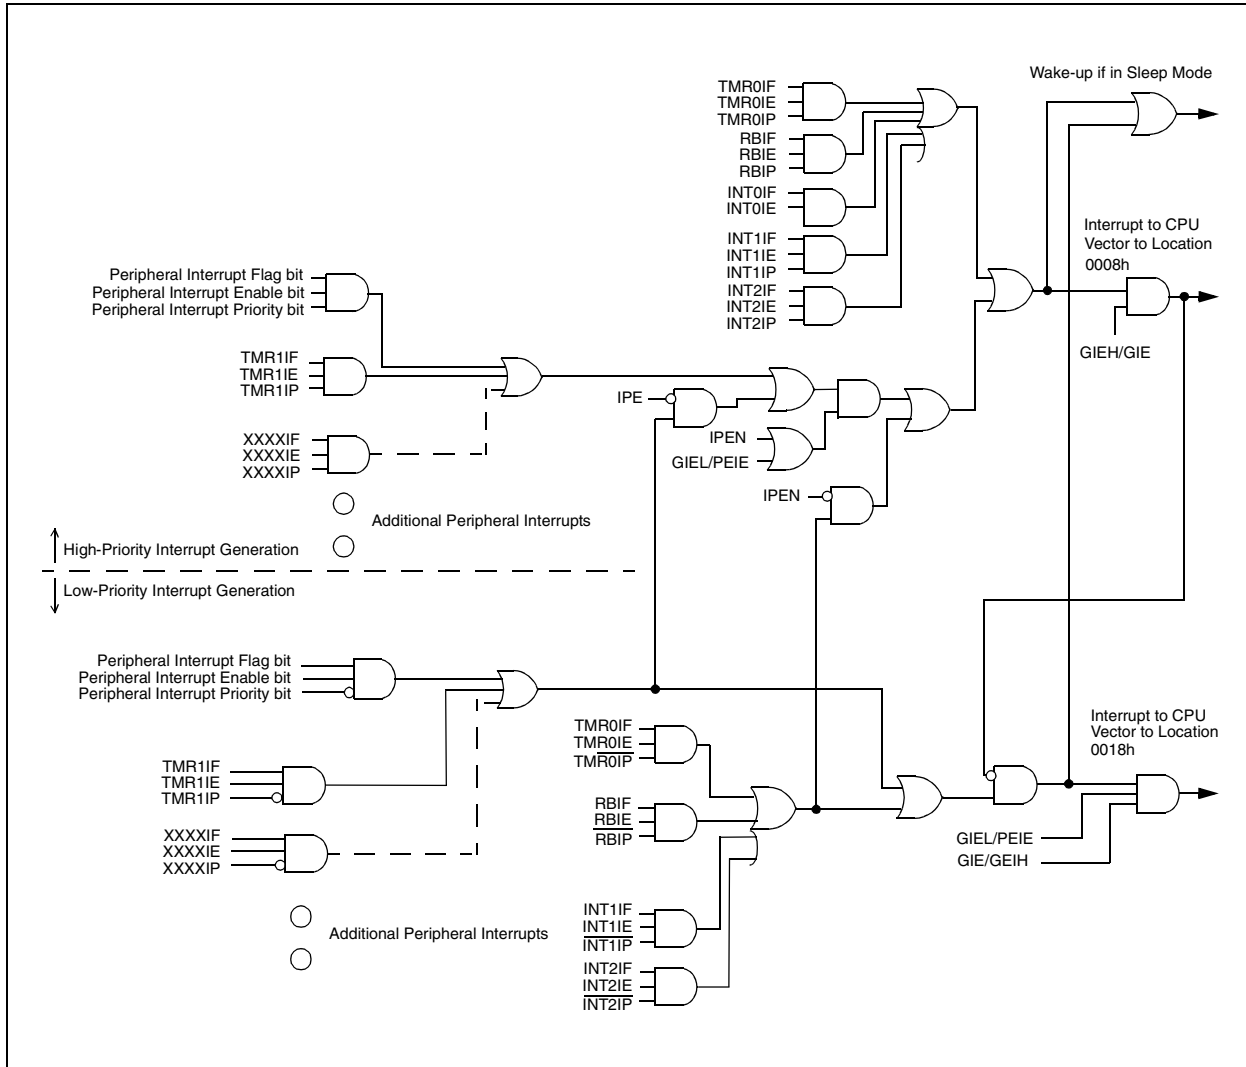 Wake-up if in Sleep Mode
TMR0IF
TMR0IE
TMR0IP
RBIF
RBIE
RBIP
INT0IF
INT0IE
INT1IF
INT1IE
INT1IP
INT2IF
INT2IE
INT2IP
Interrupt to CPU
Vector to Location
0008h
GIEH/GIE
Peripheral Interrupt Flag bit
Peripheral Interrupt Enable bit
Peripheral Interrupt Priority bit
TMR1IF
TMR1IE
TMR1IP
XXXXIF
XXXXIE
XXXXIP
IPE
IPEN
GIEL/PEIE
IPEN
Additional Peripheral Interrupts
High-Priority Interrupt Generation
Low-Priority Interrupt Generation
Peripheral Interrupt Flag bit
Peripheral Interrupt Enable bit
Peripheral Interrupt Priority bit
TMR1IF
TMR1IE
TMR1IP
XXXXIF
XXXXIE
XXXXIP
Additional Peripheral Interrupts
TMR0IF
TMR0IE
TMR0IP
RBIF
RBIE
RBIP
INT1IF
INT1IE
INT1IP
INT2IF
INT2IE
INT2IP
Interrupt to CPU
Vector to Location
0018h
GIEL/PEIE
GIE/GEIH